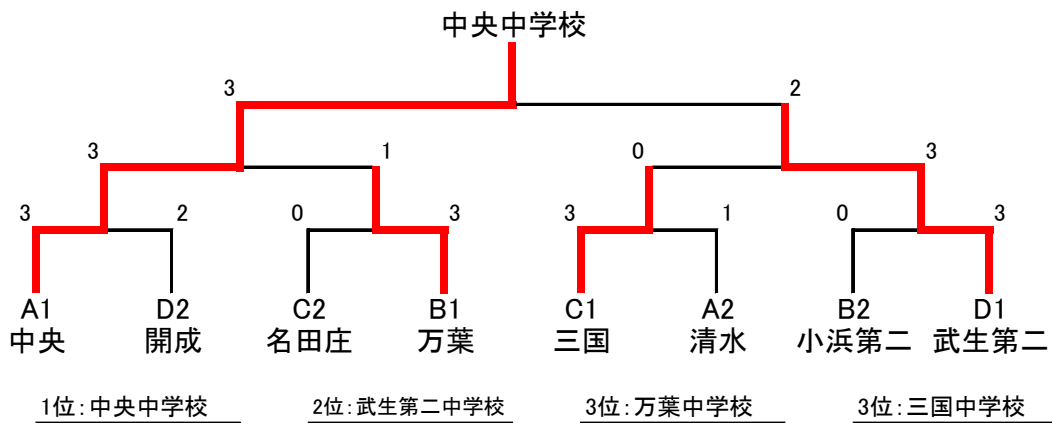 中央中学校
3 2
3 1 0 3
3 2 0 3 3 1 0 3
A1 D2 C2 B1 C1 A2 B2 D1
中央 開成 名田庄 万葉 三国 清水 小浜第二 武生第二
1位:中央中学校 2位:武生第二中学校 3位:万葉中学校 3位:三国中学校